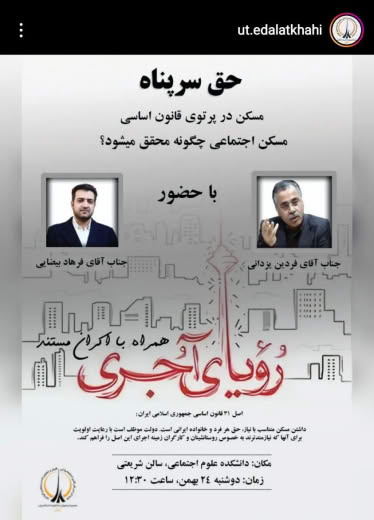 ut.edalatkhahi
حق سرپناه
مسکن در پرتوی قانون اساسی
مسکن اجتماعی چگونه محقق میشود؟
با حضور
جناب آقای فردین یزدانی
جناب آقای فرهاد بیضایی
همراه با اکران مستند
رؤیای آجری
اصل ۳۱ قانون اساسی جمهوری اسلامی ایران:
داشتن مسکن متناسب با نیاز، حق هر فرد و خانواده ایرانی است. دولت موظف است با رعایت اولویت
برای آنها که نیازمندترند به خصوص روستانشینان و کارگران زمینه اجرای این اصل را فراهم کند.
مکان: دانشکده علوم اجتماعی، سالن شریعتی
زمان: دوشنبه ۲۴ بهمن، ساعت ۱۲:۳۰